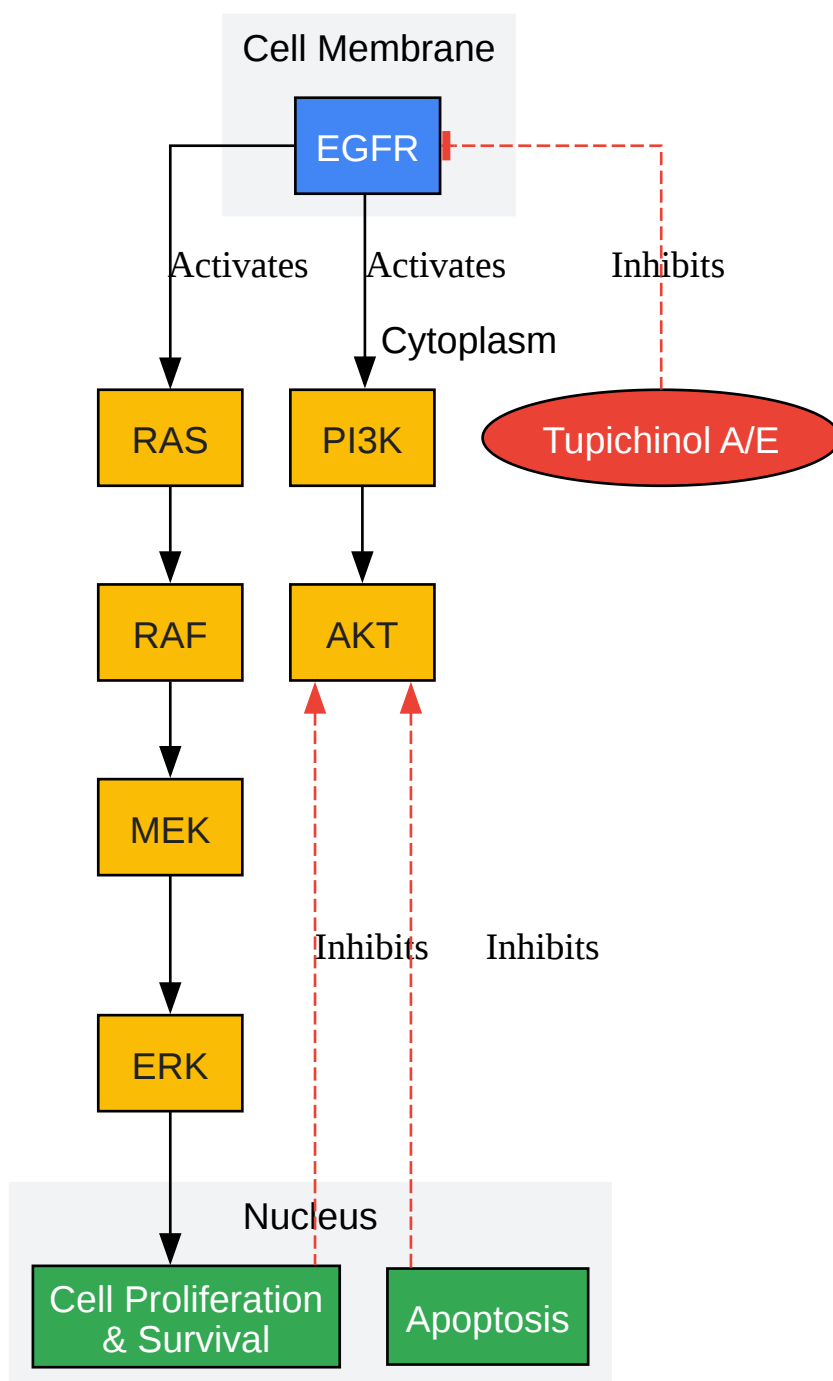 Cell Membrane
EGFR
Activates
Activates
Inhibits
Cytoplasm
RAS
PI3K
Tupichinol A/E
RAF
AKT
MEK
Inhibits
Inhibits
ERK
Nucleus
Cell Proliferation
& Survival
Apoptosis